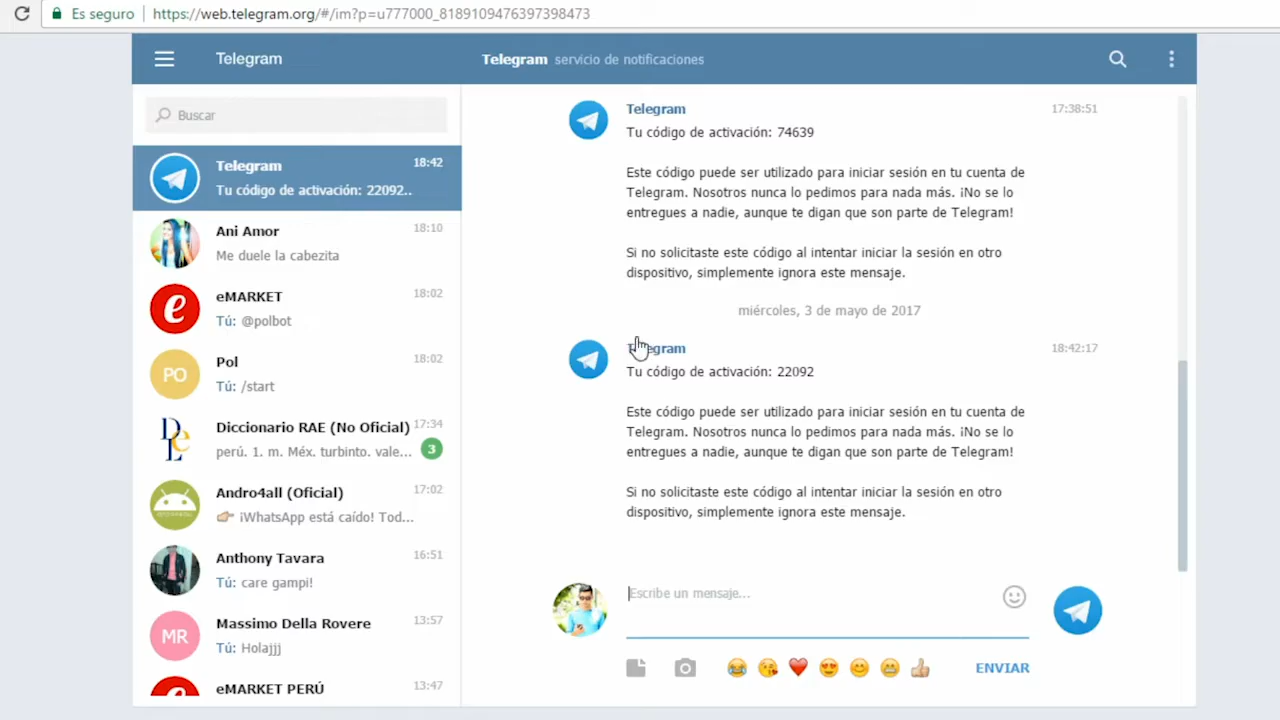 Es seguro
https://web.telegram.org/#/im?p=u777000_8189109476397398473
Telegram
Telegram servicio de notificaciones
Buscar
Telegram 18:42
Tu código de activación: 22092..
Ani Amor 18:10
Me duele la cabezita
eMARKET 18:02
Tú: @polbot
PO
Pol 18:02
Tú: /start
Diccionario RAE (No Oficial) 17:34
perú. 1. m. Méx. turbinto. vale... 3
Andro4all (Oficial) 17:02
¡WhatsApp está caído! Tod...
Anthony Tavara 16:51
Tú: care gampi!
MR
Massimo Della Rovere 13:57
Tú: Holajjj
eMARKET PERÚ 13:47
Telegram 17:38:51
Tu código de activación: 74639
Este código puede ser utilizado para iniciar sesión en tu cuenta de
Telegram. Nosotros nunca lo pedimos para nada más. ¡No se lo
entregues a nadie, aunque te digan que son parte de Telegram!
Si no solicitaste este código al intentar iniciar la sesión en otro
dispositivo, simplemente ignora este mensaje.
miércoles, 3 de mayo de 2017
Telegram 18:42:17
Tu código de activación: 22092
Este código puede ser utilizado para iniciar sesión en tu cuenta de
Telegram. Nosotros nunca lo pedimos para nada más. ¡No se lo
entregues a nadie, aunque te digan que son parte de Telegram!
Si no solicitaste este código al intentar iniciar la sesión en otro
dispositivo, simplemente ignora este mensaje.
Escribe un mensaje...
ENVIAR